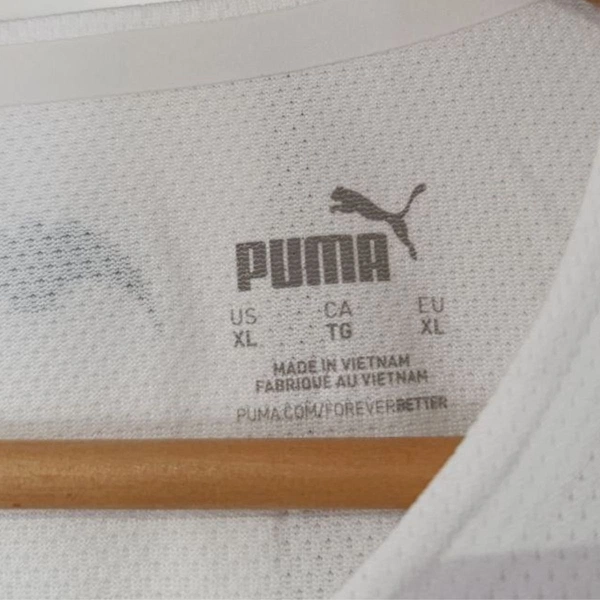 PUMA
US CA EU
XL TG XL
MADE IN VIETNAM
FABRIQUÉ AU VIETNAM
PUMA.COM/FOREVERBETTER